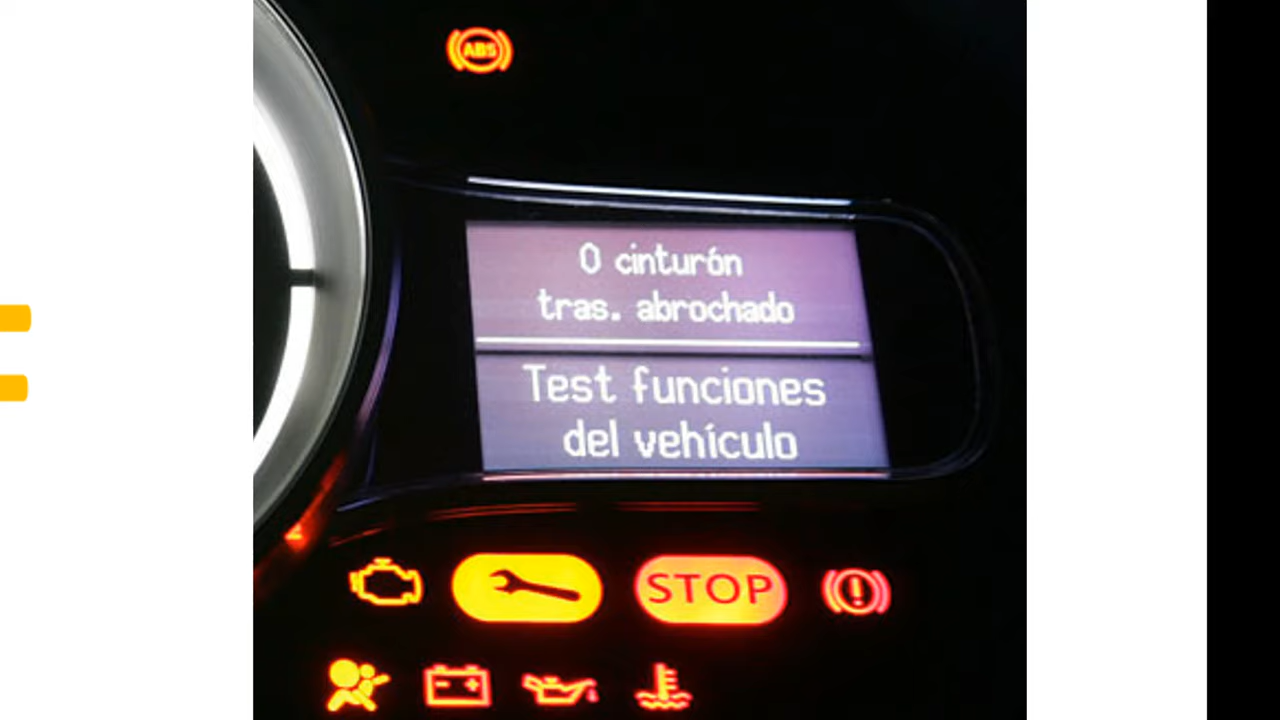 ABS
0 cinturón
tras. abrochado
Test funciones
del vehículo
STOP